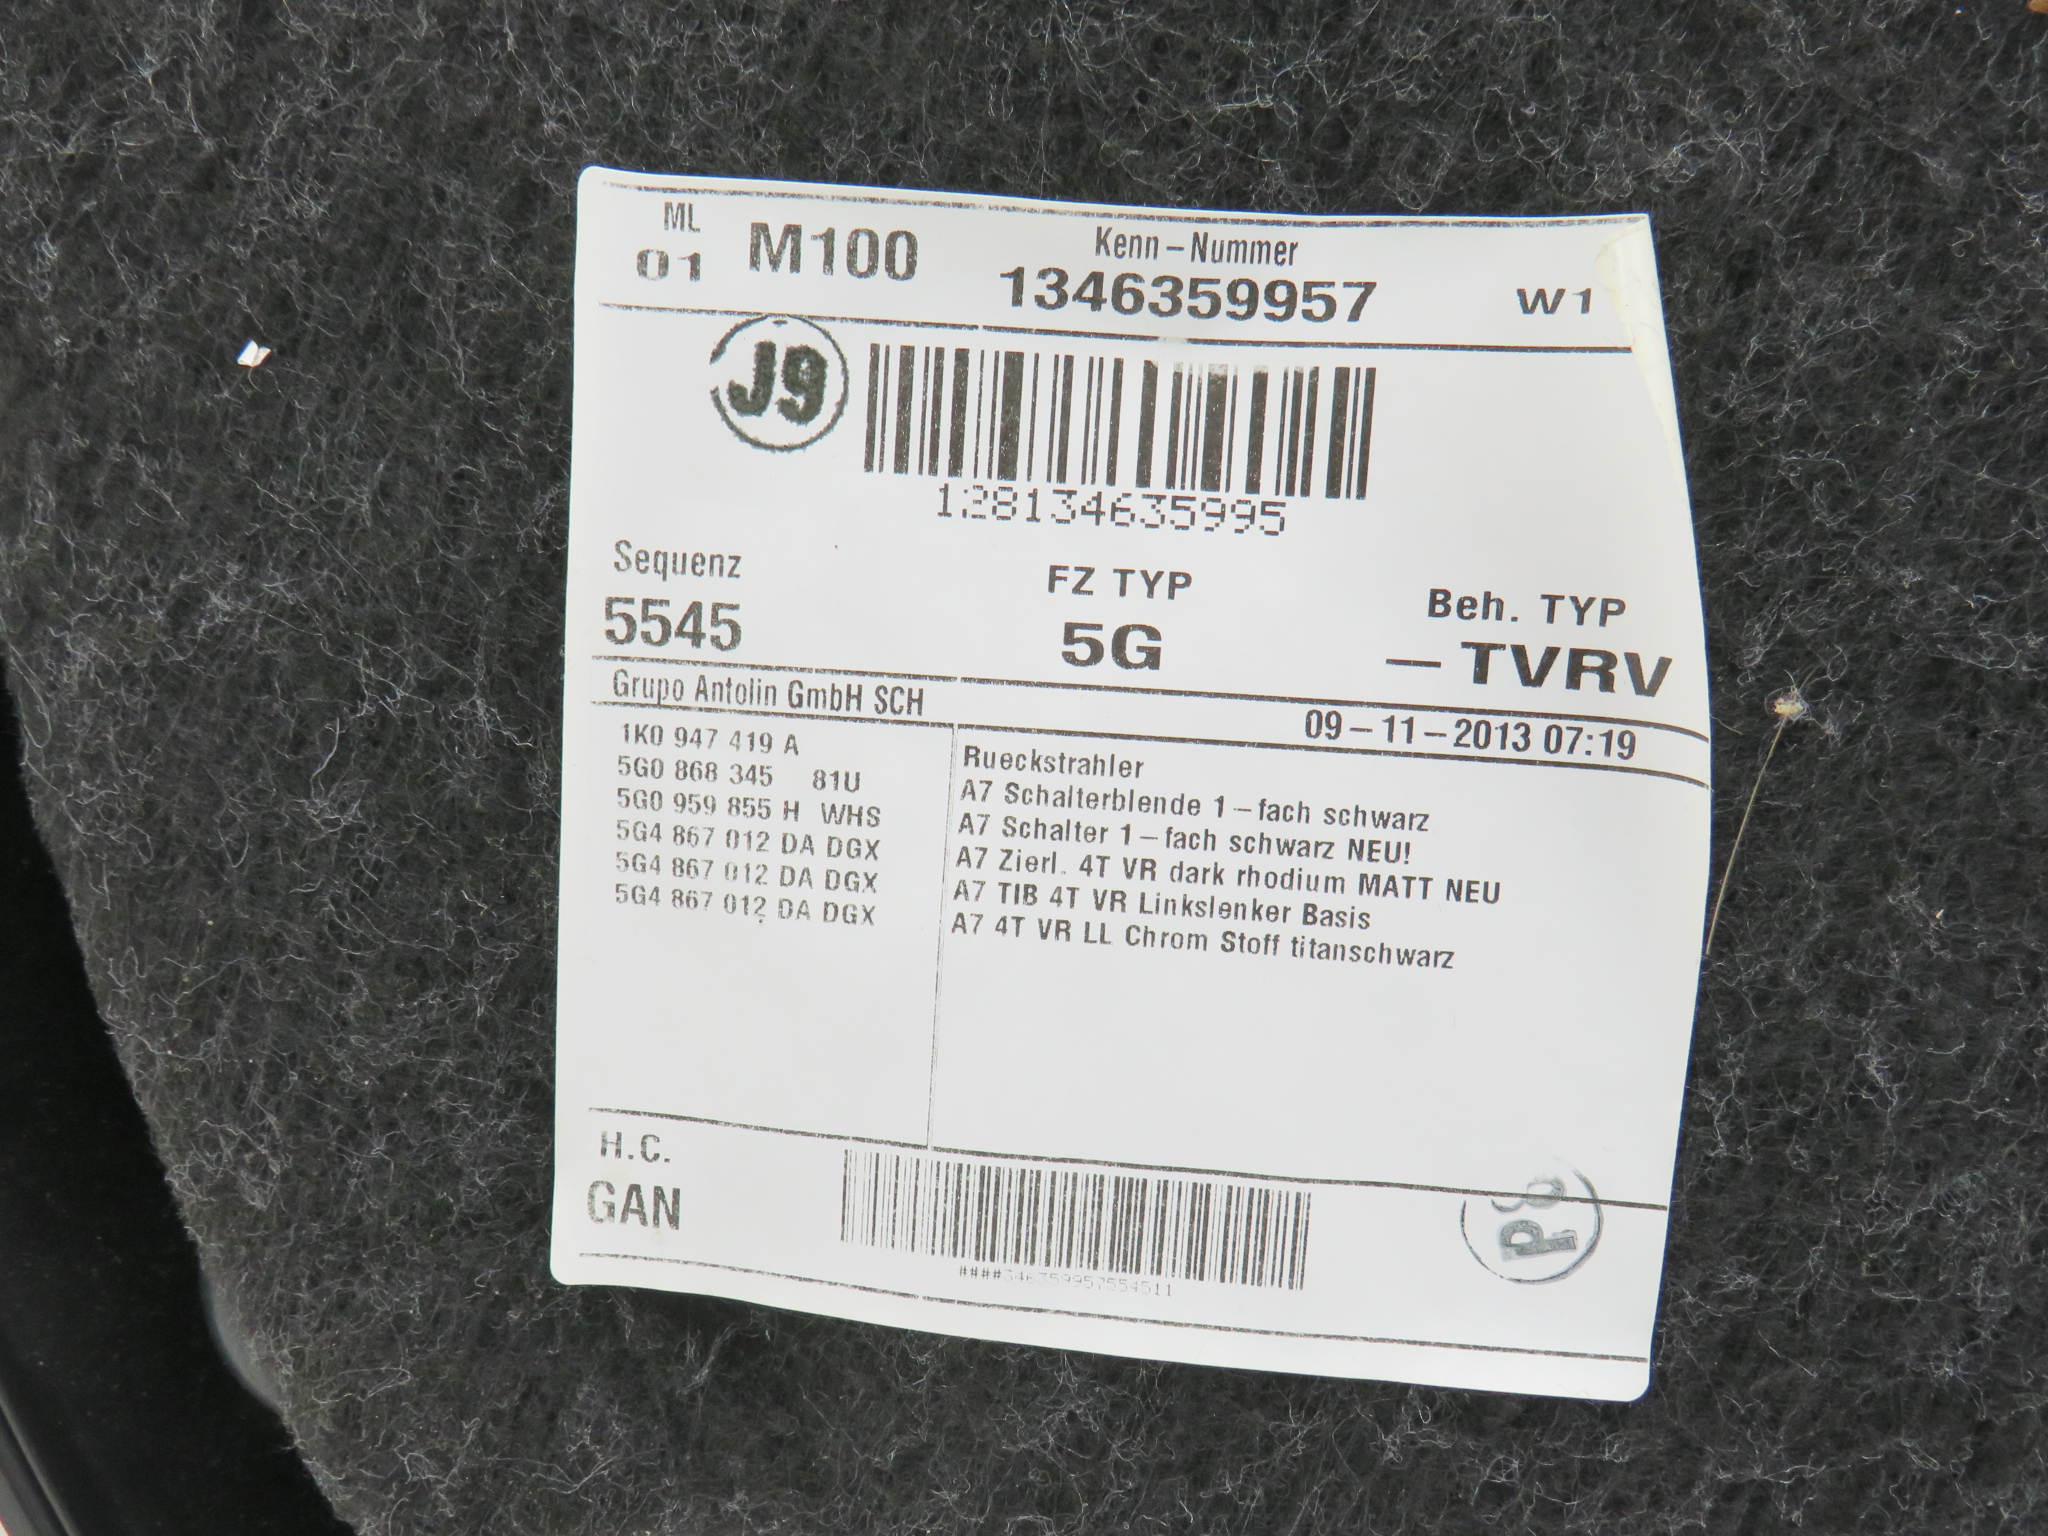 ML
01 M100
Kenn-Nummer
1346359957
W1
J9
128134635995
Sequenz
5545
FZ TYP
5G
Beh. TYP
-TVRV
Grupo Antolin GmbH SCH
09-11-2013 07:19
1K0 947 419 A
5G0 868 345 81U
5G0 959 855 H WHS
5G4 867 012 DA DGX
5G4 867 012 DA DGX
5G4 867 012 DA DGX
Rueckstrahler
A7 Schalterblende 1-fach schwarz
A7 Schalter 1-fach schwarz NEU!
A7 Zierl. 4T VR dark rhodium MATT NEU
A7 TIB 4T VR Linkslenker Basis
A7 4T VR LL Chrom Stoff titanschwarz
H.C.
GAN
####346359957554511